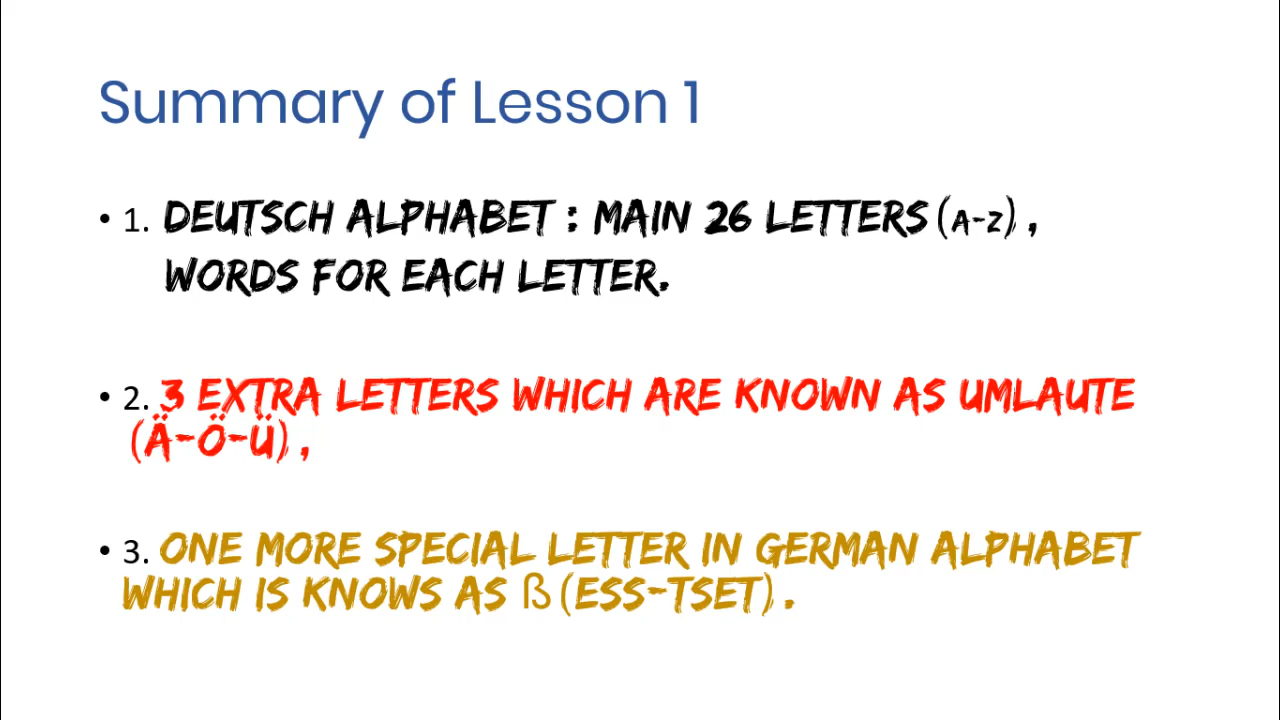 Summary of Lesson 1
• 1. DEUTSCH ALPHABET : MAIN 26 LETTERS (A-Z) ,
WORDS FOR EACH LETTER.
• 2. 3 EXTRA LETTERS WHICH ARE KNOWN AS UMLAUTE
(Ä-Ö-Ü) ,
• 3. ONE MORE SPECIAL LETTER IN GERMAN ALPHABET
WHICH IS KNOWS AS ß (ESS-TSET) .